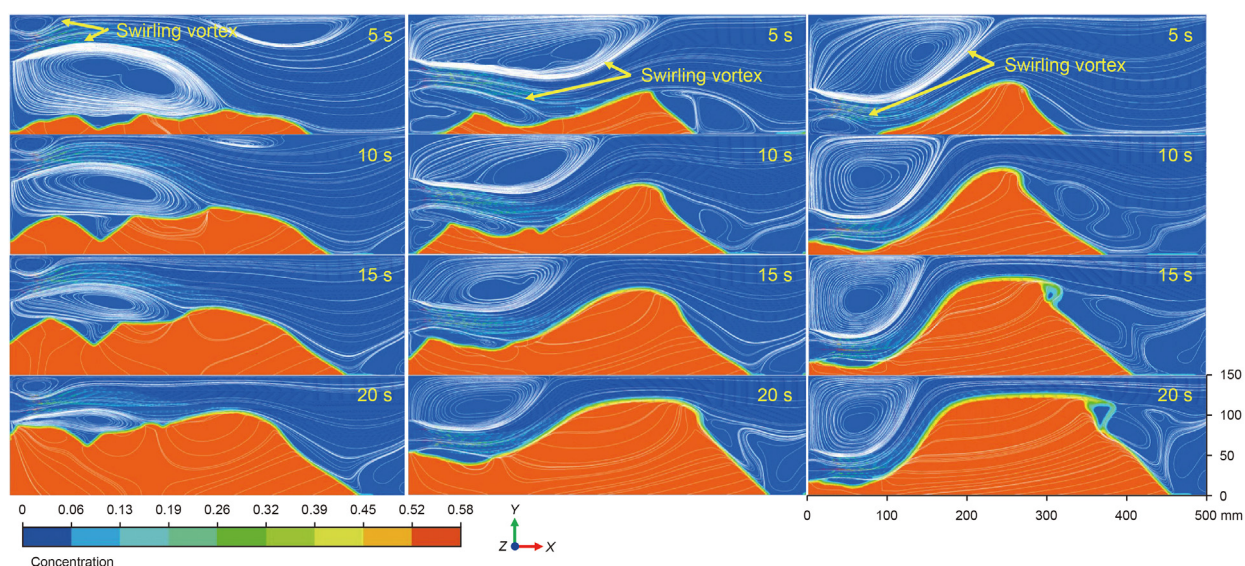 Swirling vortex 5 s
Swirling vortex 5 s
Swirling vortex 5 s
10 s 10 s 10 s
15 s 15 s 15 s
20 s 20 s 20 s
150
100
50
0
0 100 200 300 400 500 mm
0 0.06 0.13 0.19 0.26 0.32 0.39 0.45 0.52 0.58
Concentration
Y
Z X